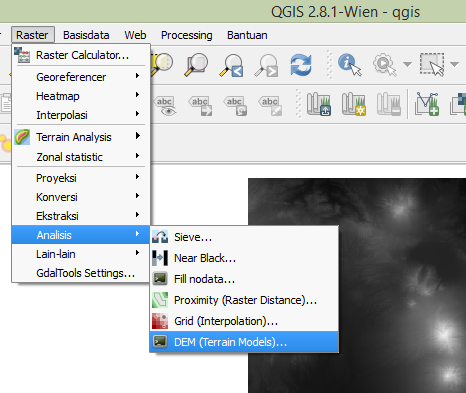 QGIS 2.8.1-Wien - qgis
Raster Basisdata Web Processing Bantuan
Raster Calculator...
Georeferencer
Heatmap
Interpolasi
Terrain Analysis
Zonal statistic
Proyeksi
Konversi
Ekstraksi
Analisis
Lain-lain
GdalTools Settings...
Sieve...
Near Black...
Fill nodata...
Proximity (Raster Distance)...
Grid (Interpolation)...
DEM (Terrain Models)...
abc abc abc abc